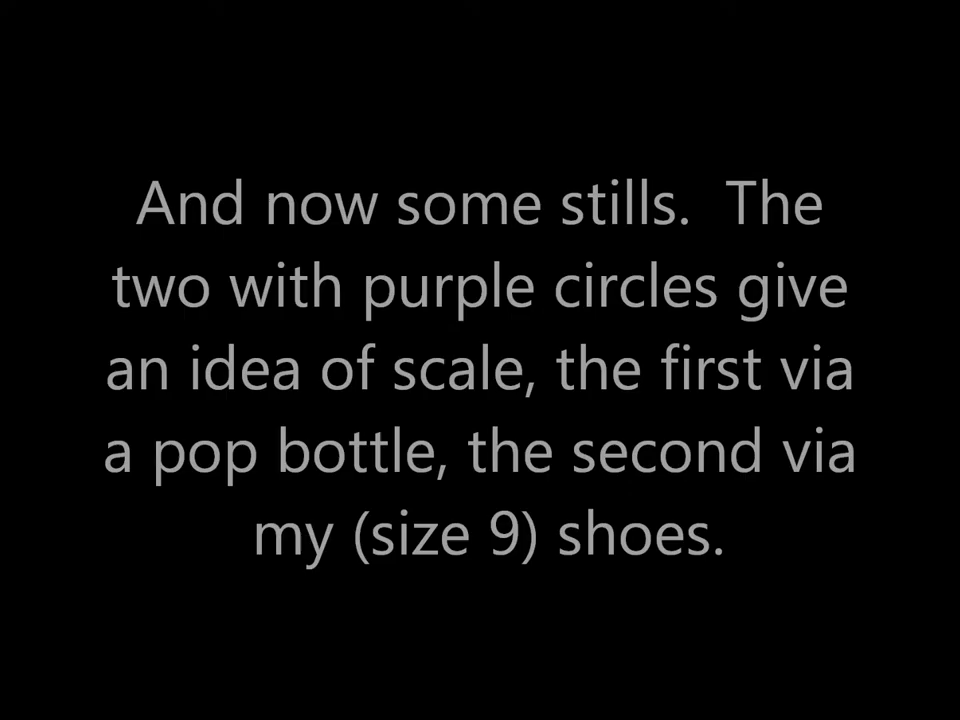 And now some stills.  The
two with purple circles give
an idea of scale, the first via
a pop bottle, the second via
my (size 9) shoes.